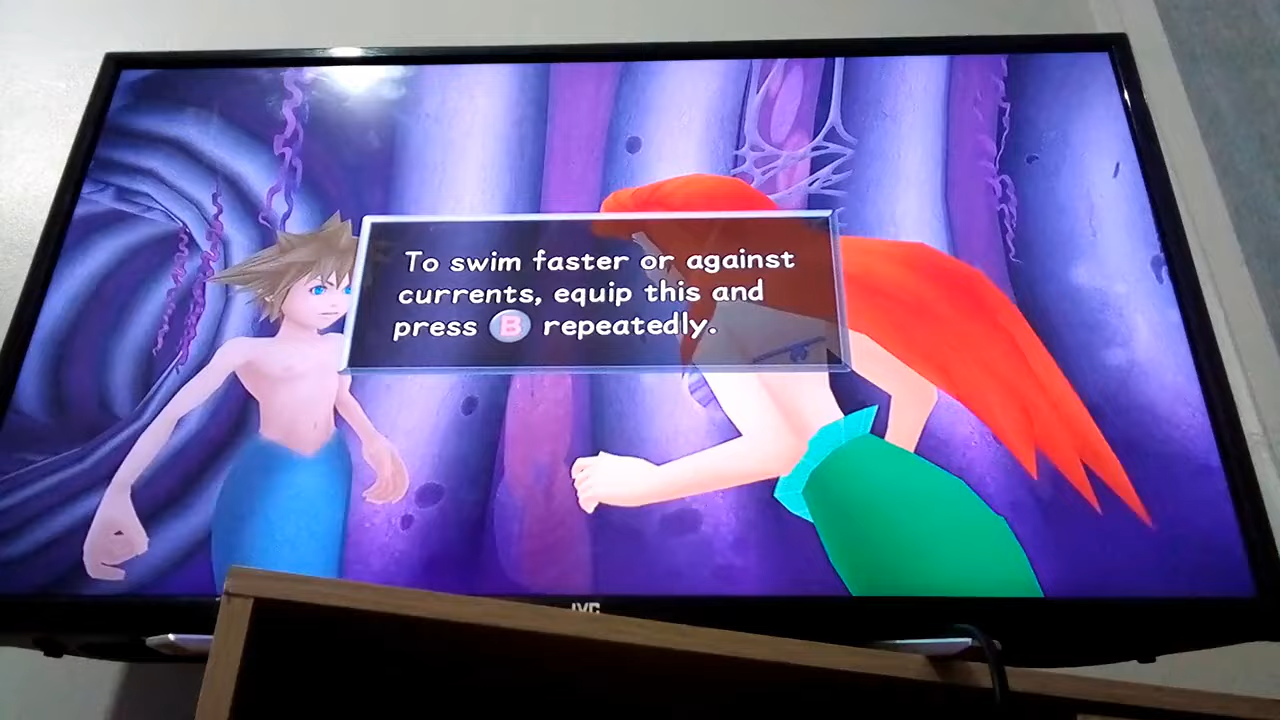 To swim faster or against
currents, equip this and
press B repeatedly.
JVC